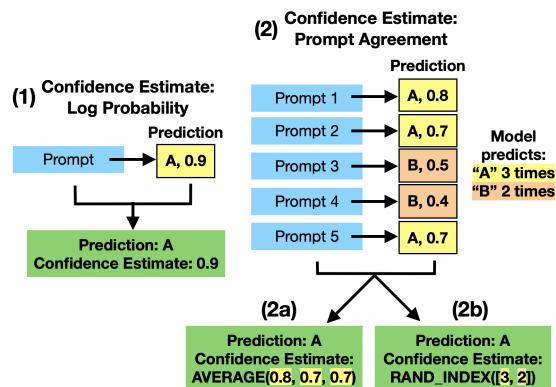 (1) Confidence Estimate:
Log Probability
Prediction
Prompt
A, 0.9
Prediction: A
Confidence Estimate: 0.9
(2) Confidence Estimate:
Prompt Agreement
Prediction
Prompt 1
A, 0.8
Prompt 2
A, 0.7
Prompt 3
B, 0.5
Prompt 4
B, 0.4
Prompt 5
A, 0.7
Model
predicts:
“A” 3 times
“B” 2 times
(2a)
Prediction: A
Confidence Estimate:
AVERAGE(0.8, 0.7, 0.7)
(2b)
Prediction: A
Confidence Estimate:
RAND_INDEX([3, 2])